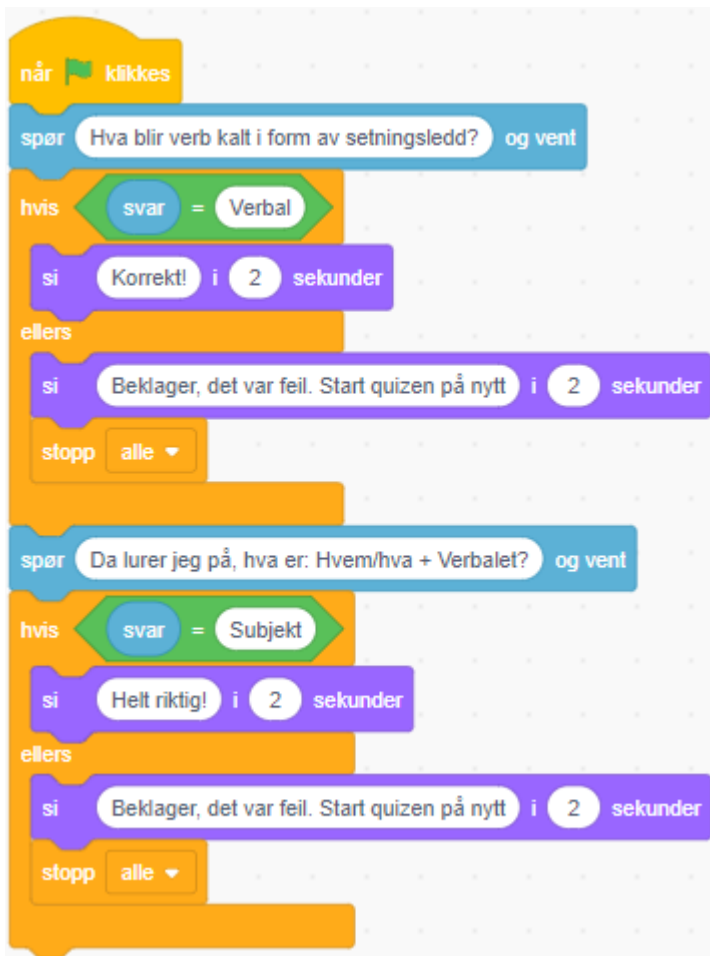 når klikkes
spør Hva blir verb kalt i form av setningsledd? og vent
hvis svar = Verbal
si Korrekt! i 2 sekunder
ellers
si Beklager, det var feil. Start quizen på nytt i 2 sekunder
stopp alle
spør Da lurer jeg på, hva er: Hvem/hva + Verbalet? og vent
hvis svar = Subjekt
si Helt riktig! i 2 sekunder
ellers
si Beklager, det var feil. Start quizen på nytt i 2 sekunder
stopp alle